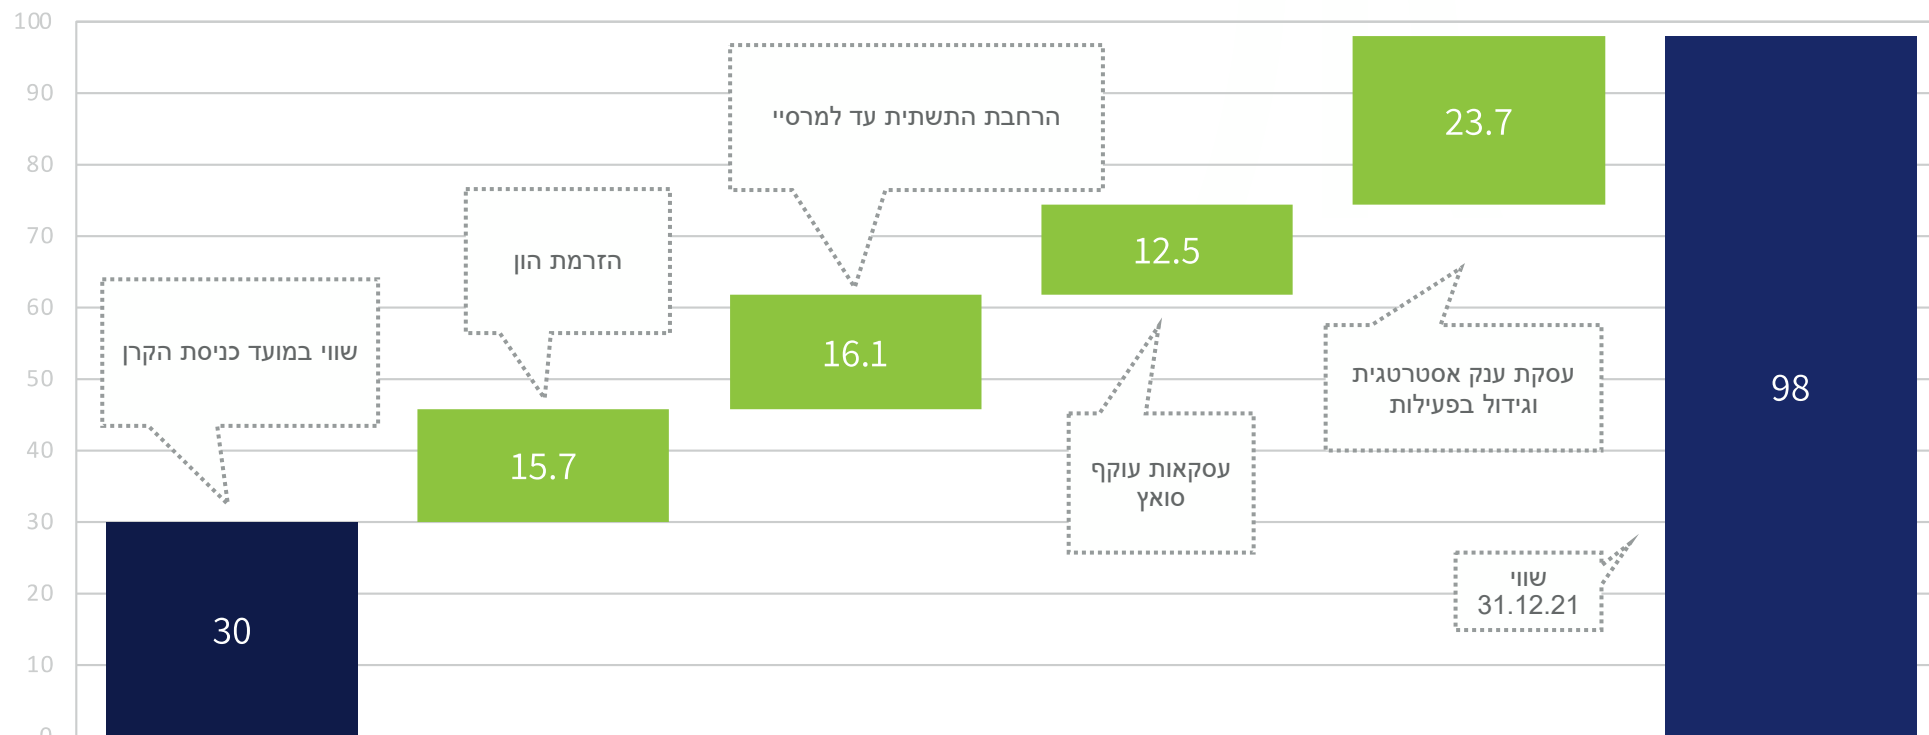 100
90
80
70
60
50
40
30
20
10
0
שווי במועד כניסת הקרן
30
הזרמת הון
15.7
הרחבת התשתית עד למרסיי
16.1
12.5
עסקאות עוקף
סואץ
23.7
עסקת ענק אסטרטגית
וגידול בפעילות
שווי
31.12.21
98